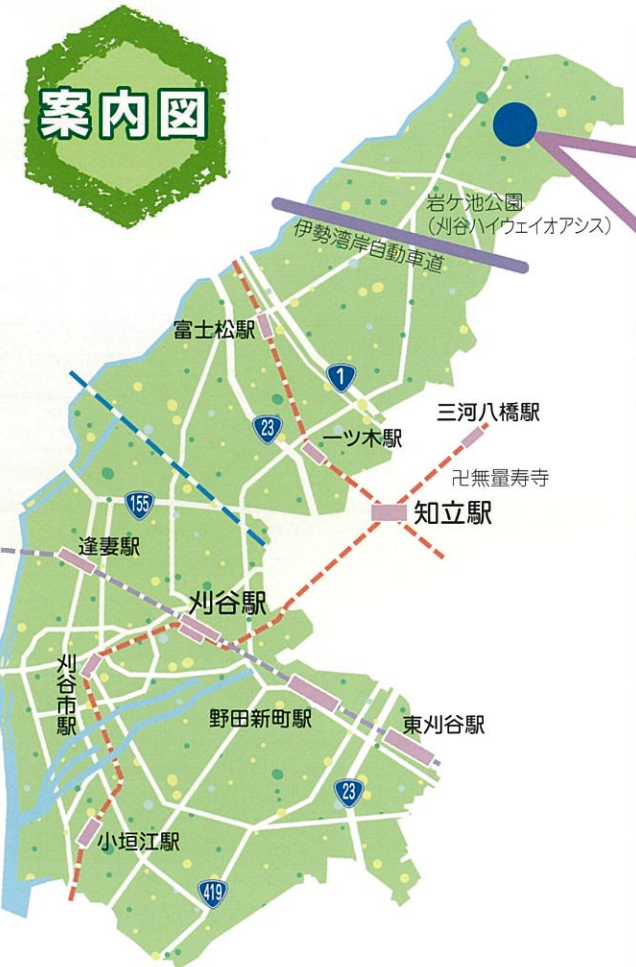 案内図
岩ケ池公園
(刈谷ハイウェイオアシス)
伊勢湾岸自動車道
富士松駅
1
23
一ツ木駅
三河八橋駅
卍無量寿寺
知立駅
155
逢妻駅
刈谷駅
刈谷市駅
野田新町駅
東刈谷駅
23
小垣江駅
419